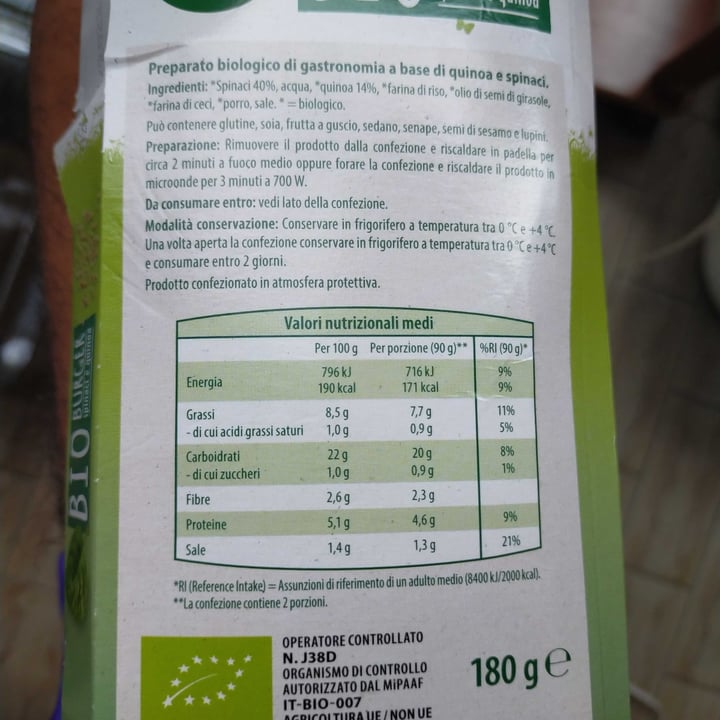 quinoa
Preparato biologico di gastronomia a base di quinoa e spinaci.
Ingredienti: *Spinaci 40%, acqua, *quinoa 14%, *farina di riso, *olio di semi di girasole,
*farina di ceci, *porro, sale. * = biologico.
Può contenere glutine, soia, frutta a guscio, sedano, senape, semi di sesamo e lupini.
Preparazione: Rimuovere il prodotto dalla confezione e riscaldare in padella per
circa 2 minuti a fuoco medio oppure forare la confezione e riscaldare il prodotto in
microonde per 3 minuti a 700 W.
Da consumare entro: vedi lato della confezione.
Modalità conservazione: Conservare in frigorifero a temperatura tra 0 °C e +4 °C.
Una volta aperta la confezione conservare in frigorifero a temperatura tra 0 °C e +4 °C
e consumare entro 2 giorni.
Prodotto confezionato in atmosfera protettiva.
Valori nutrizionali medi
Per 100 g Per porzione (90 g)** %RI (90 g)*
Energia 796 kJ 716 kJ 9%
190 kcal 171 kcal 9%
Grassi 8,5 g 7,7 g 11%
- di cui acidi grassi saturi 1,0 g 0,9 g 5%
Carboidrati 22 g 20 g 8%
- di cui zuccheri 1,0 g 0,9 g 1%
Fibre 2,6 g 2,3 g
Proteine 5,1 g 4,6 g 9%
Sale 1,4 g 1,3 g 21%
*RI (Reference Intake) = Assunzioni di riferimento di un adulto medio (8400 kJ/2000 kcal).
**La confezione contiene 2 porzioni.
OPERATORE CONTROLLATO
N. J38D
ORGANISMO DI CONTROLLO
AUTORIZZATO DAL MiPAAF
IT-BIO-007
AGRICOLTURA UE / NON UE
180 g e
BIO BURGER
spinaci e quinoa